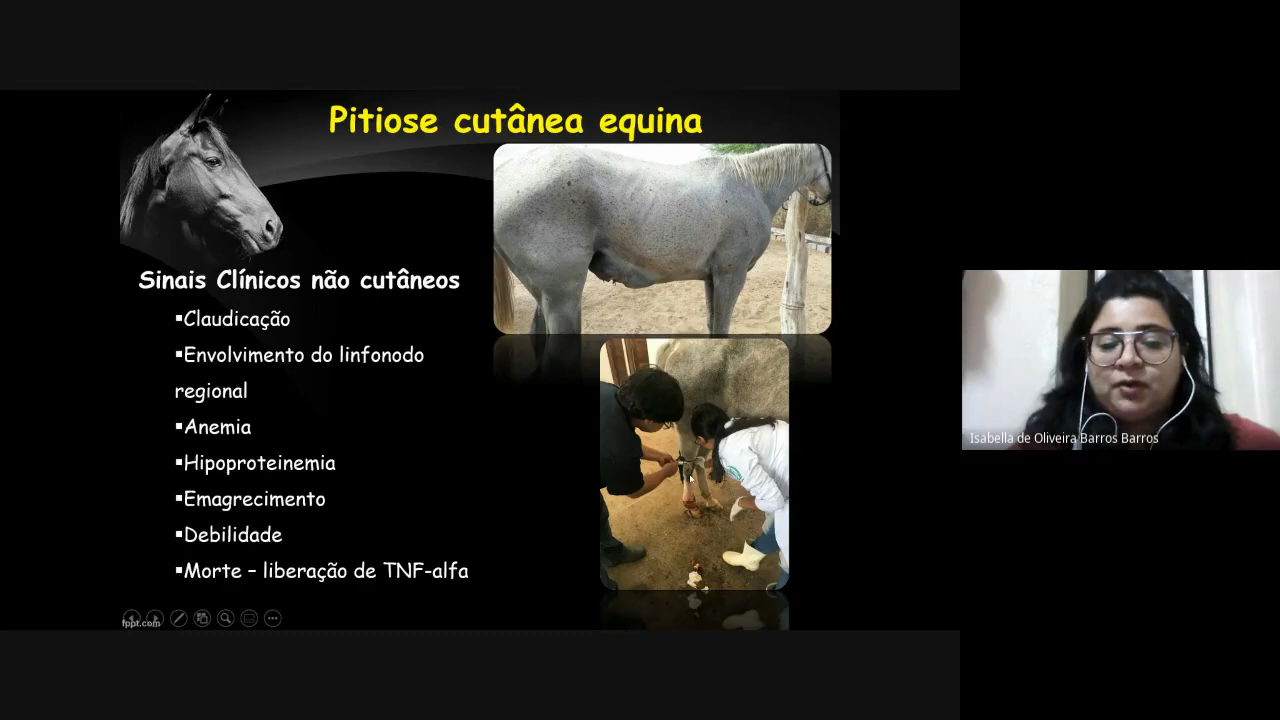 Pitiose cutânea equina
Sinais Clínicos não cutâneos
▪Claudicação
▪Envolvimento do linfonodo
regional
▪Anemia
▪Hipoproteinemia
▪Emagrecimento
▪Debilidade
▪Morte – liberação de TNF-alfa
fppt.com
Isabella de Oliveira Barros Barros